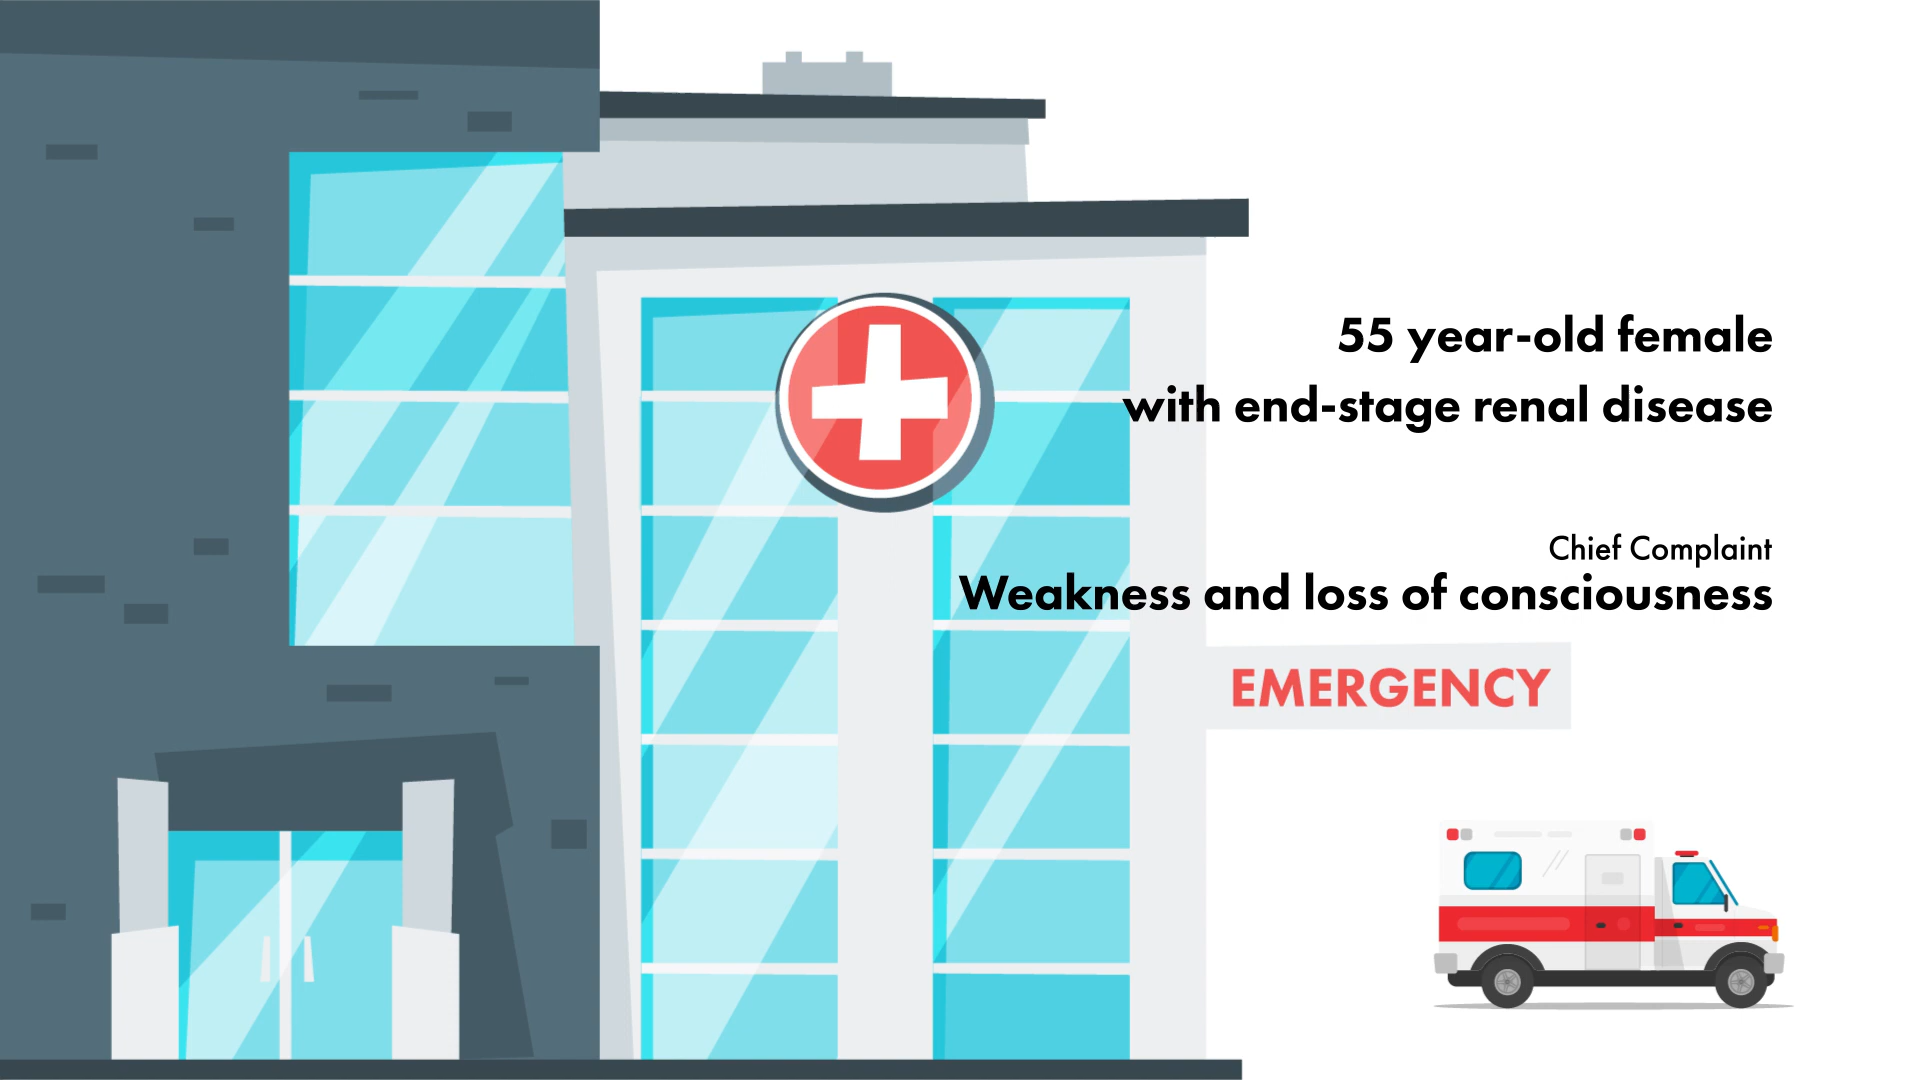 55 year-old female
with end-stage renal disease
Chief Complaint
Weakness and loss of consciousness
EMERGENCY